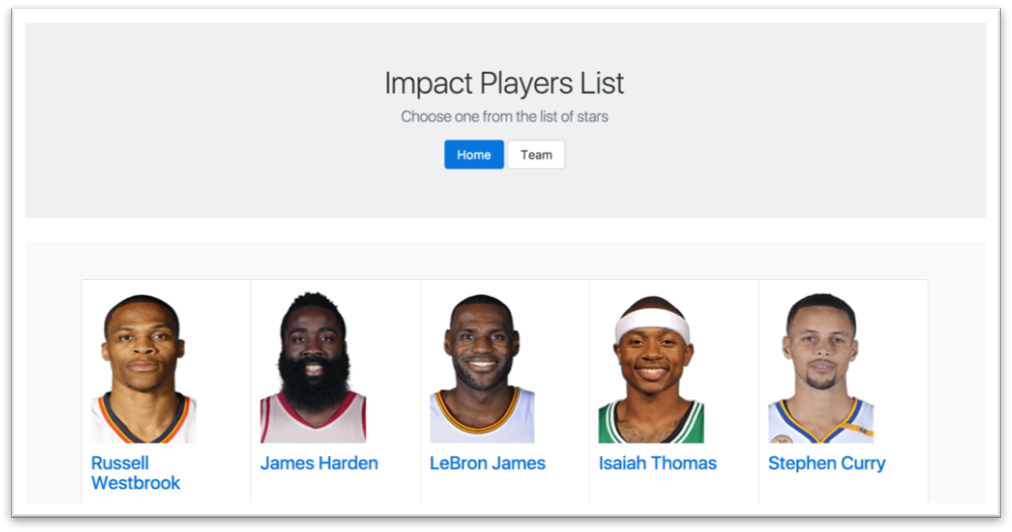 Impact Players List
Choose one from the list of stars
Home Team
Russell
Westbrook
James Harden
LeBron James
Isaiah Thomas
Stephen Curry